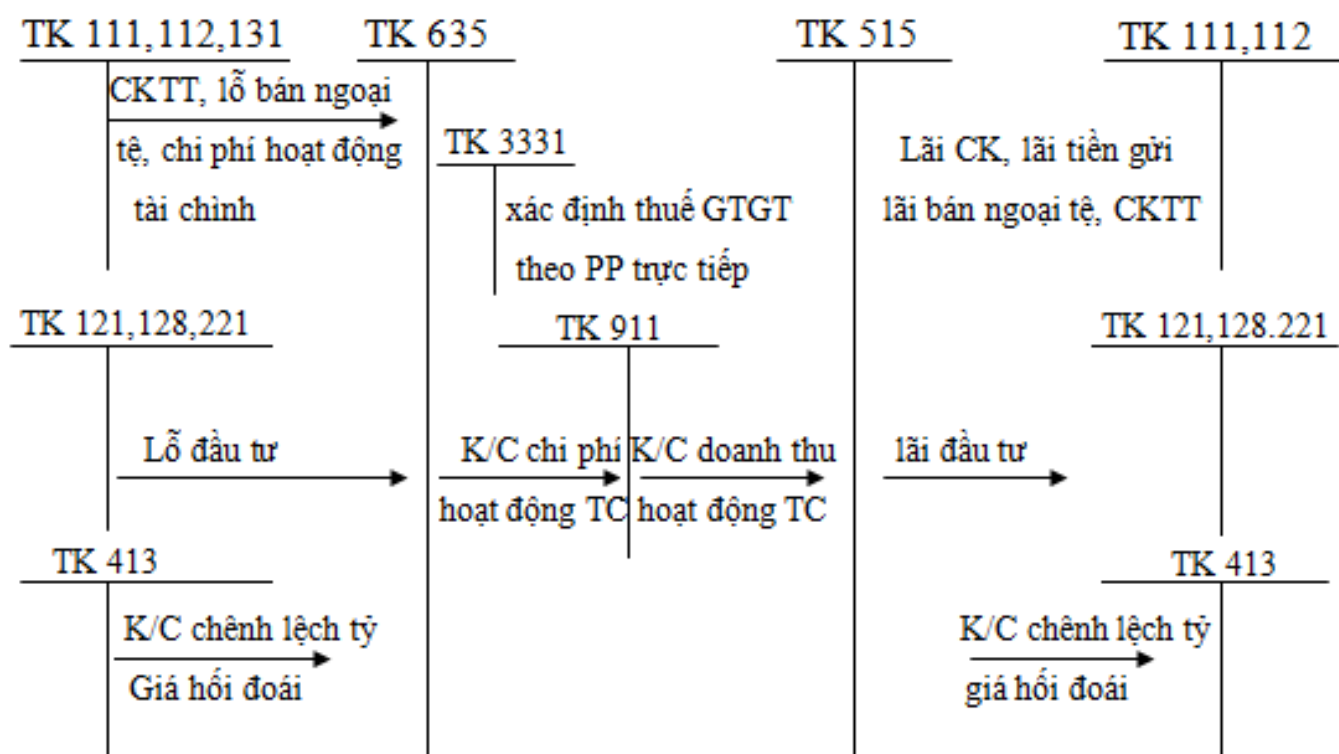 TK 111,112,131
TK 635
TK 515
TK 111,112
CKTT, lỗ bán ngoại
tệ, chi phí hoạt động
tài chình
TK 3331
xác định thuế GTGT
theo PP trực tiếp
Lãi CK, lãi tiền gửi
lãi bán ngoại tệ, CKTT
TK 121,128,221
TK 911
TK 121,128.221
Lỗ đầu tư
K/C chi phí
hoạt động TC
K/C doanh thu
hoạt động TC
lãi đầu tư
TK 413
TK 413
K/C chênh lệch tỷ
Giá hối đoái
K/C chênh lệch tỷ
giá hối đoái